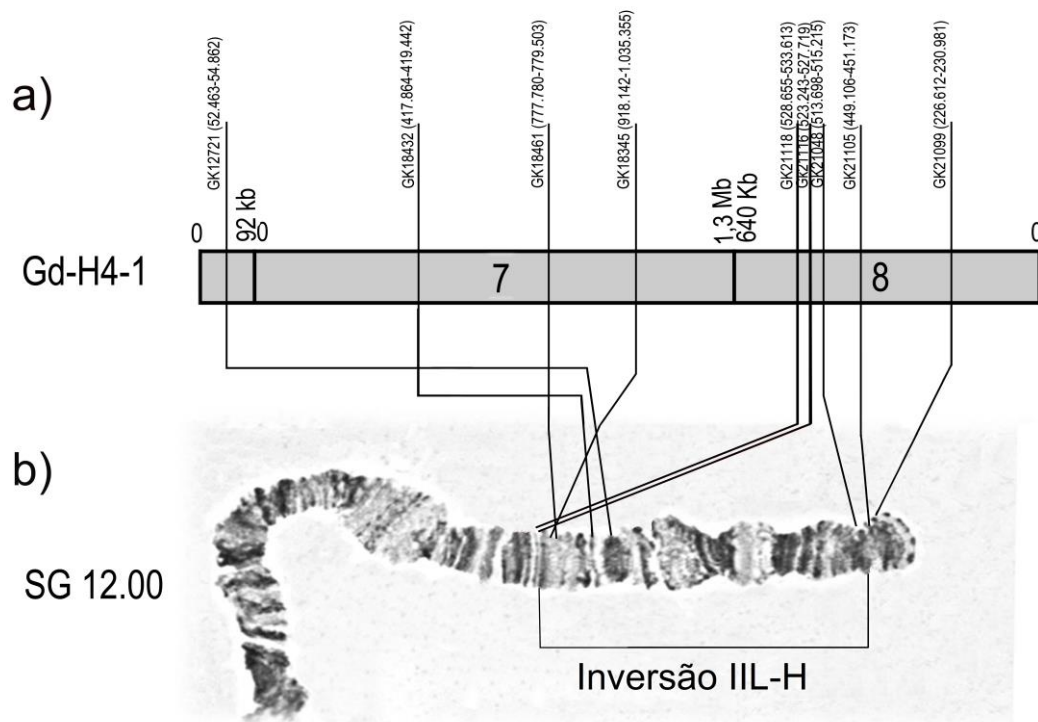 a)
GK12721 (52.463-54.862)
GK18432 (417.864-419.442)
GK18461 (777.780-779.503)
GK18345 (918.142-1.035.355)
GK21118 (528.655-533.613)
GK21116 (523.243-527.719)
GK21048 (513.698-515.215)
GK21105 (449.106-451.173)
GK21099 (226.612-230.981)
0
92 kb
0
1,3 Mb
640 Kb
0
Gd-H4-1
7
8
b)
SG 12.00
Inversão IIL-H